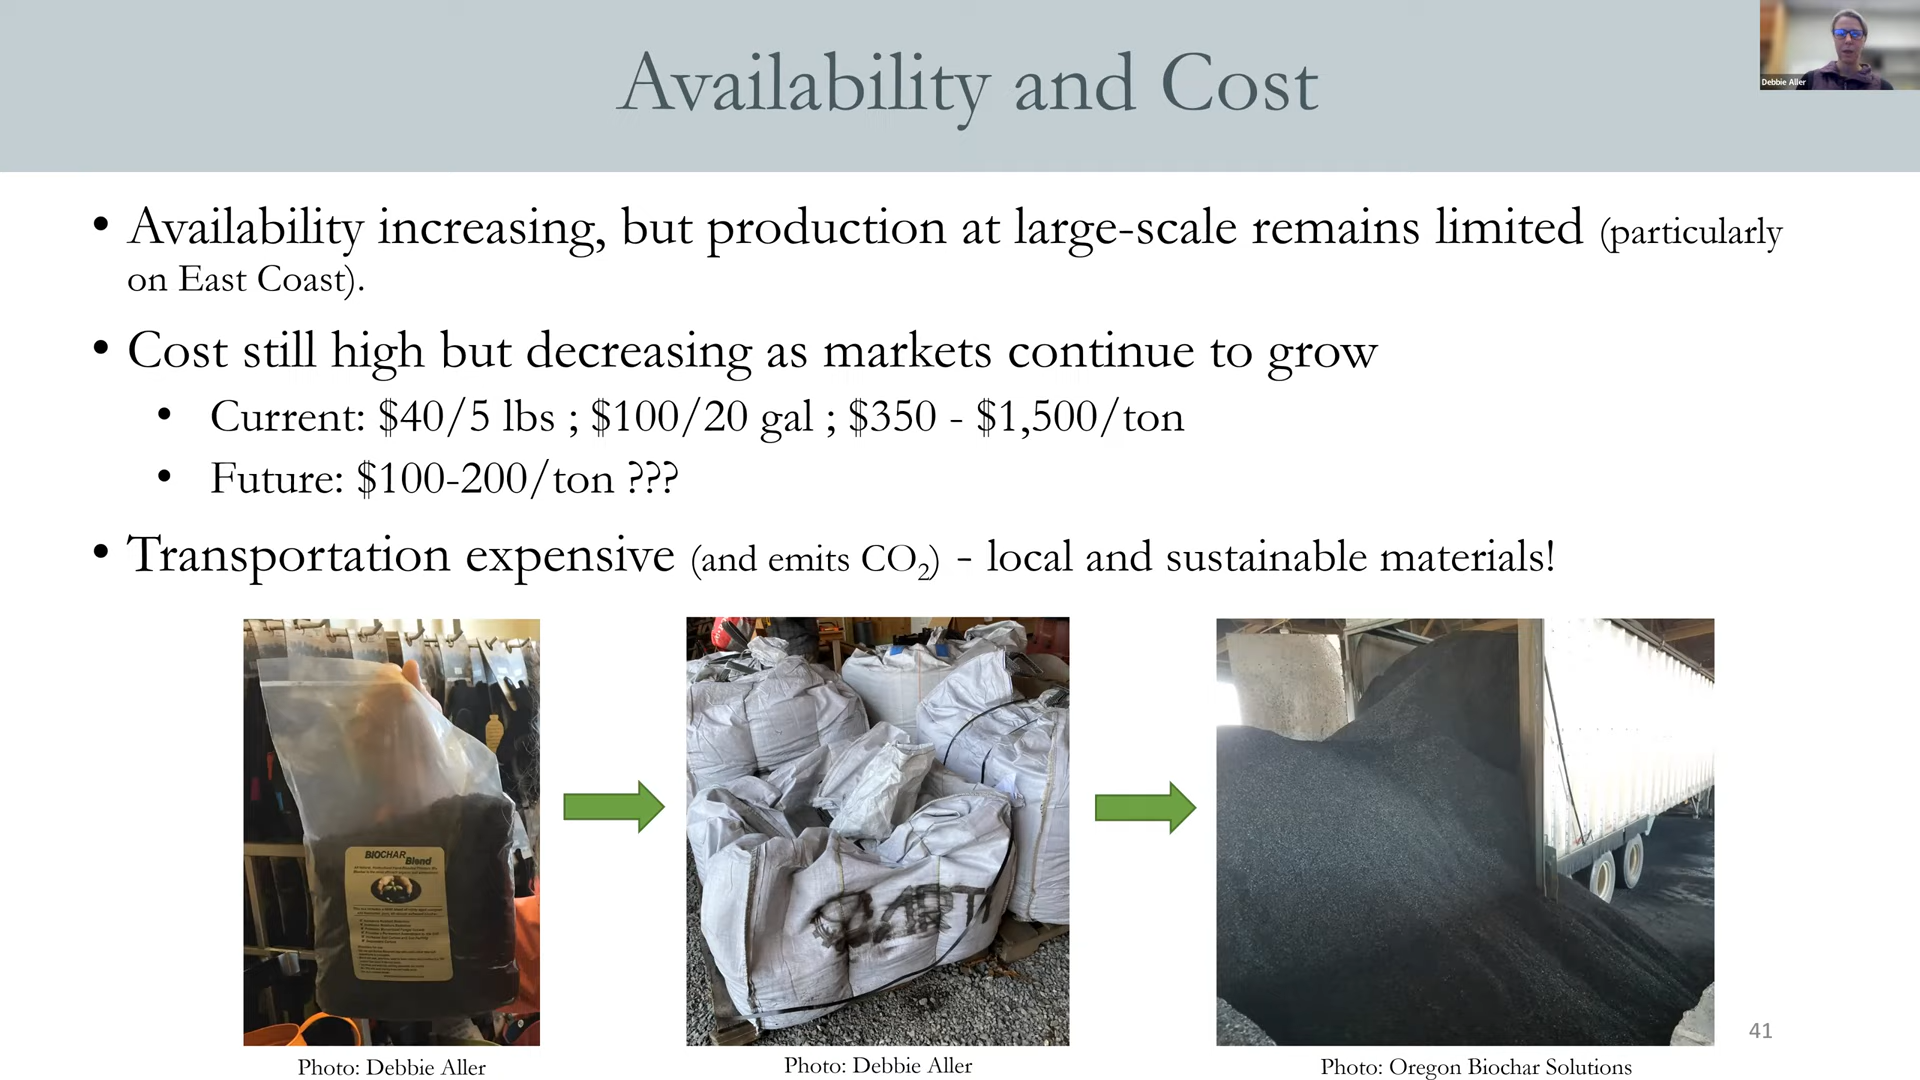 Availability and Cost
Debbie Aller
• Availability increasing, but production at large-scale remains limited (particularly
on East Coast).
• Cost still high but decreasing as markets continue to grow
• Current: $40/5 lbs ; $100/20 gal ; $350 - $1,500/ton
• Future: $100-200/ton ???
• Transportation expensive (and emits CO₂) - local and sustainable materials!
BIOCHAR
Blend
41
Photo: Debbie Aller
Photo: Debbie Aller
Photo: Oregon Biochar Solutions